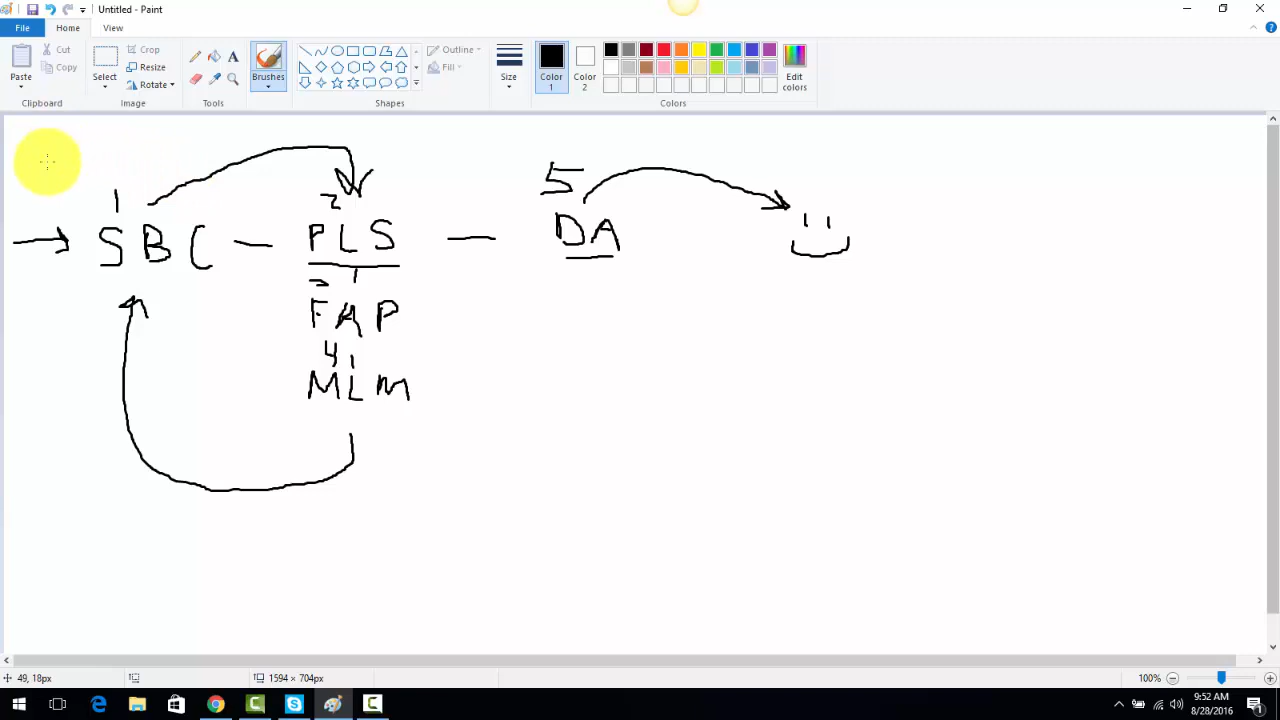 Untitled - Paint
File Home View
Paste Cut Copy Clipboard
Select Crop Resize Rotate Image
A Tools
Brushes
Outline Fill Shapes
Size
Color 1 Color 2 Edit colors Colors
1 2 5
SBC - PLS - DA
1
FAP
4 1
MLM
49, 18px 1594 × 704px 100%
9:52 AM
8/28/2016